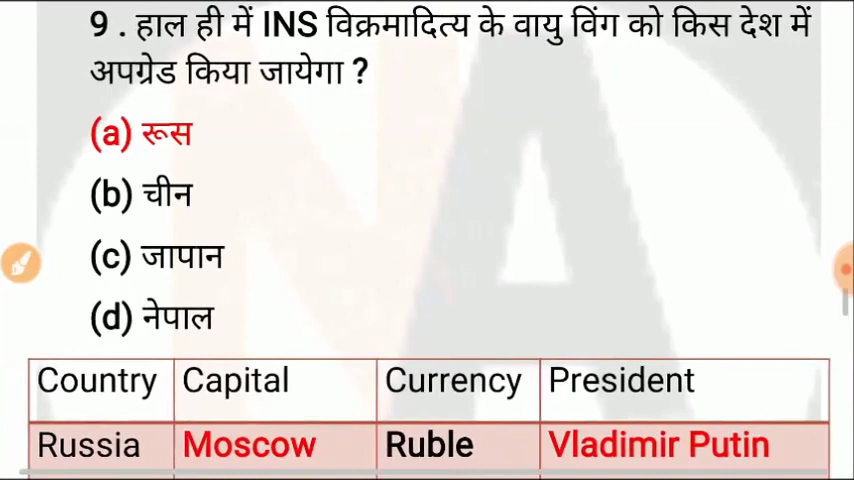 9 . हाल ही में INS विक्रमादित्य के वायु विंग को किस देश में
अपग्रेड किया जायेगा ?
(a) रूस
(b) चीन
(c) जापान
(d) नेपाल
Country Capital Currency President
Russia Moscow Ruble Vladimir Putin